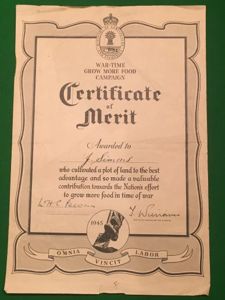 WAR-TIME
GROW MORE FOOD
CAMPAIGN
Certificate
of
Merit
Awarded to
who cultivated a plot of land to the best
advantage and so made a valuable
contribution towards the Nation's effort
to grow more food in time of war
1945
OMNIA VINCIT LABOR